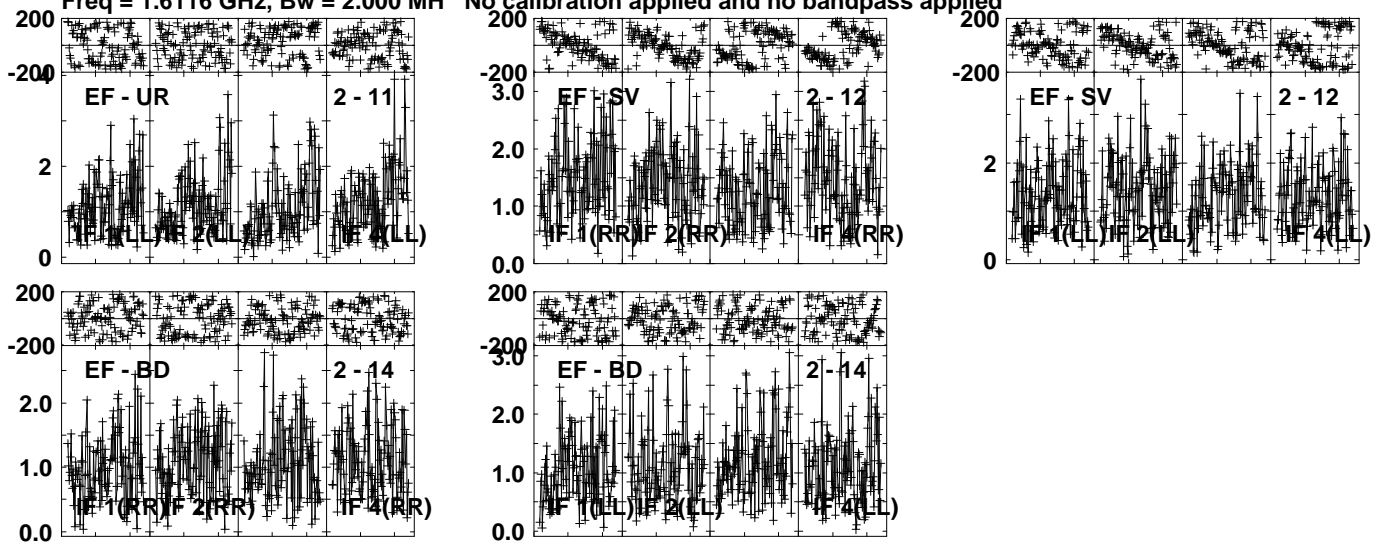 Freq = 1.6116 GHz, Bw = 2.000 MH No calibration applied and no bandpass applied
200
-200
4
2
0
EF - UR 2 - 11
IF 1(LL) IF 2(LL) IF 4(LL)
200
-200
3.0
2.0
1.0
0.0
EF - SV 2 - 12
IF 1(RR) IF 2(RR) IF 4(RR)
200
-200
2
0
EF - SV 2 - 12
IF 1(LL) IF 2(LL) IF 4(LL)
200
-200
2.0
1.0
0.0
EF - BD 2 - 14
IF 1(RR) IF 2(RR) IF 4(RR)
200
-200
3.0
2.0
1.0
0.0
EF - BD 2 - 14
IF 1(LL) IF 2(LL) IF 4(LL)